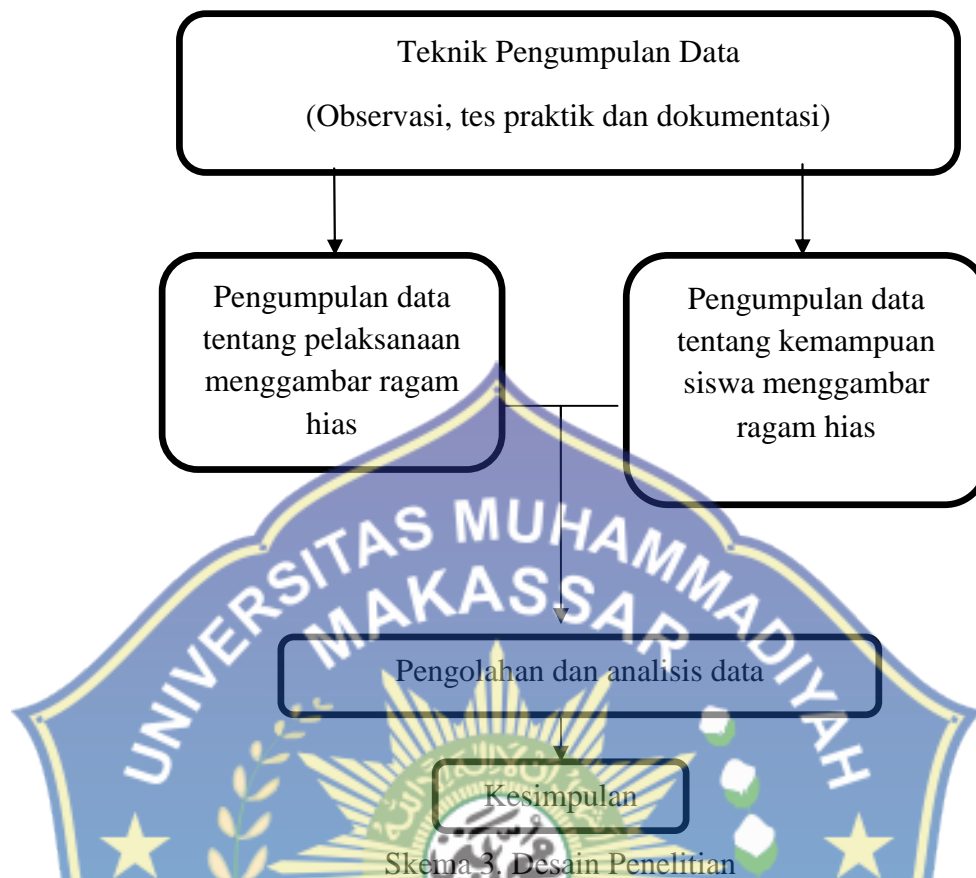 Teknik Pengumpulan Data
(Observasi, tes praktik dan dokumentasi)
Pengumpulan data
tentang pelaksanaan
menggambar ragam
hias
Pengumpulan data
tentang kemampuan
siswa menggambar
ragam hias
UNIVERSITAS MUHAMMADIYAH
MAKASSAR
Pengolahan dan analisis data
Kesimpulan
Skema 3. Desain Penelitian